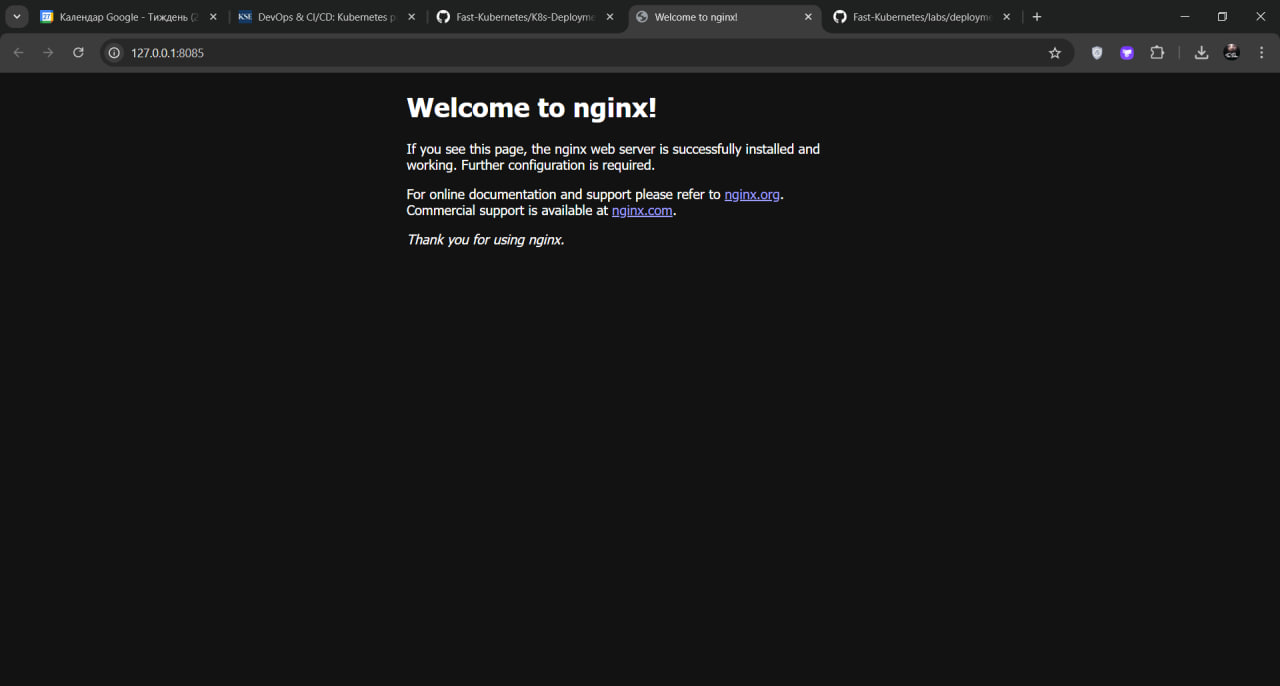 Календар Google - Тиждень (2
DevOps & CI/CD: Kubernetes p
Fast-Kubernetes/K8s-Deployme
Welcome to nginx!
Fast-Kubernetes/labs/deployme
127.0.0.1:8085
Welcome to nginx!
If you see this page, the nginx web server is successfully installed and
working. Further configuration is required.
For online documentation and support please refer to nginx.org.
Commercial support is available at nginx.com.
Thank you for using nginx.